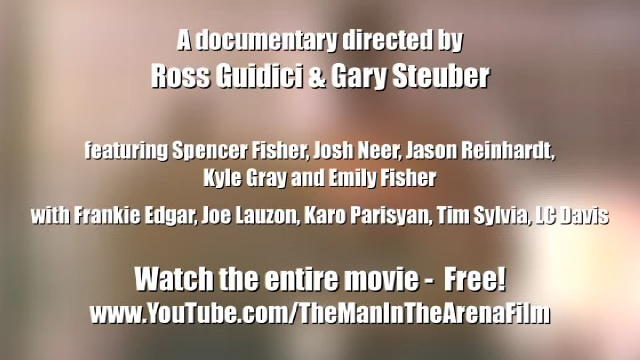 A documentary directed by
Ross Guidici & Gary Steuber
featuring Spencer Fisher, Josh Neer, Jason Reinhardt,
Kyle Gray and Emily Fisher
with Frankie Edgar, Joe Lauzon, Karo Parisyan, Tim Sylvia, LC Davis
Watch the entire movie - Free!
www.YouTube.com/TheManInTheArenaFilm